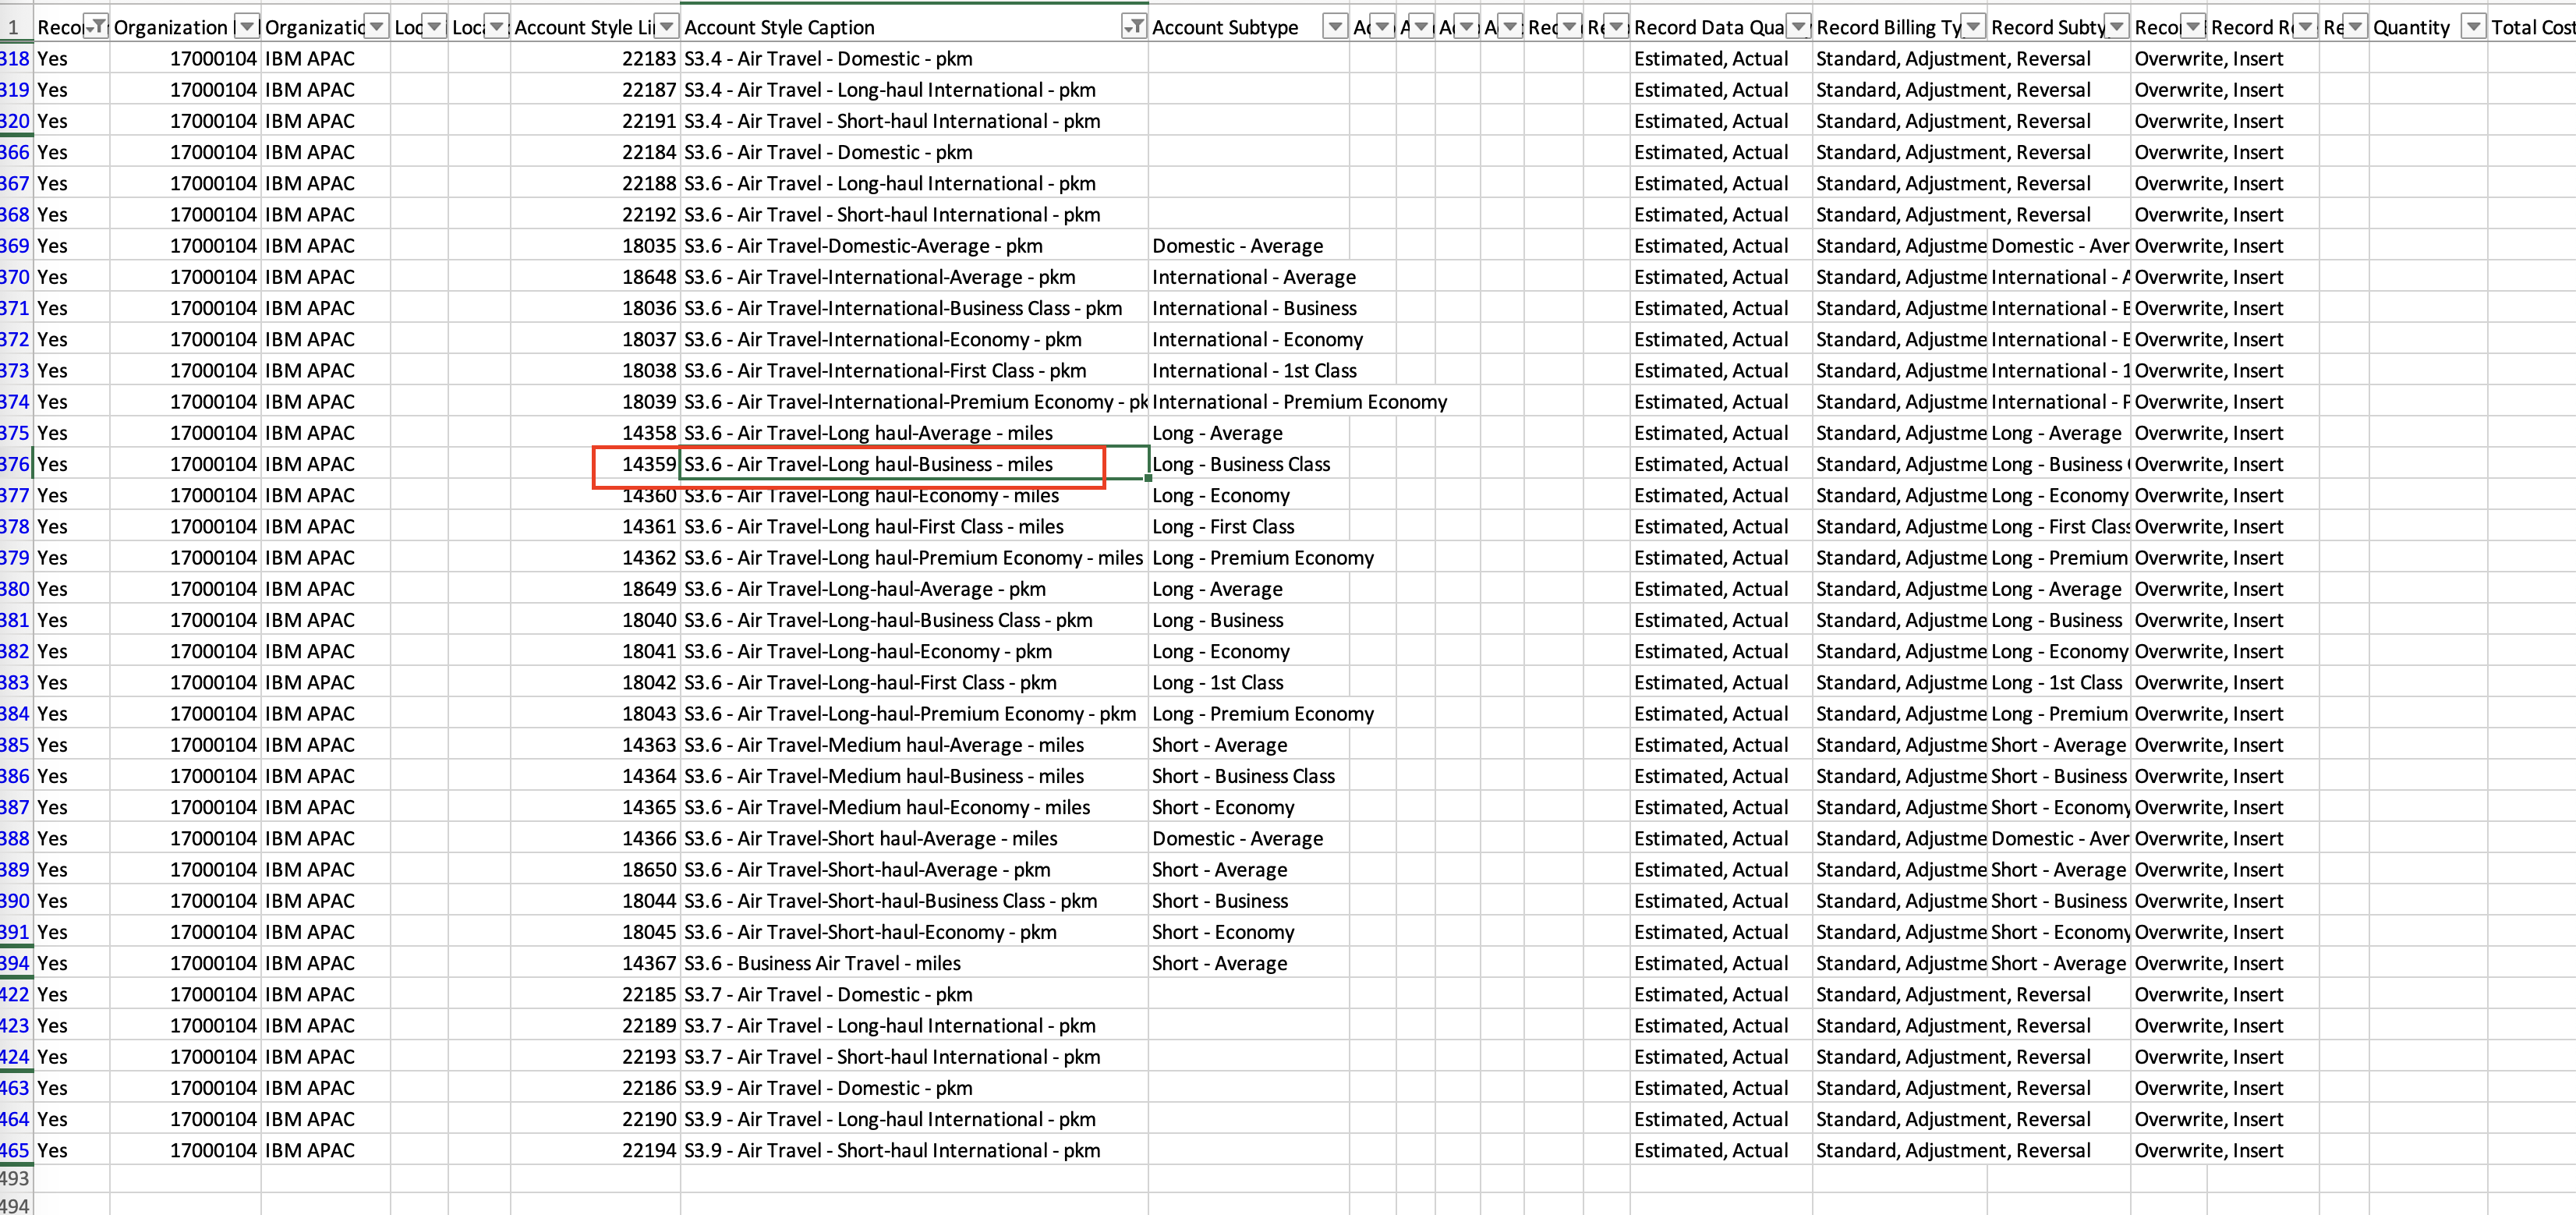 1 Organization Organizatic Loc Account Style Li Account Style Caption Account Subtype Rec Record Data Qua Record Billing Ty Record Subty Reco Record R Re Quantity Total Cost
318 Yes 17000104 IBM APAC 22183 S3.4 - Air Travel - Domestic - pkm Estimated, Actual Standard, Adjustment, Reversal Overwrite, Insert
319 Yes 17000104 IBM APAC 22187 S3.4 - Air Travel - Long-haul International - pkm Estimated, Actual Standard, Adjustment, Reversal Overwrite, Insert
320 Yes 17000104 IBM APAC 22191 S3.4 - Air Travel - Short-haul International - pkm Estimated, Actual Standard, Adjustment, Reversal Overwrite, Insert
366 Yes 17000104 IBM APAC 22184 S3.6 - Air Travel - Domestic - pkm Estimated, Actual Standard, Adjustment, Reversal Overwrite, Insert
367 Yes 17000104 IBM APAC 22188 S3.6 - Air Travel - Long-haul International - pkm Estimated, Actual Standard, Adjustment, Reversal Overwrite, Insert
368 Yes 17000104 IBM APAC 22192 S3.6 - Air Travel - Short-haul International - pkm Estimated, Actual Standard, Adjustment, Reversal Overwrite, Insert
369 Yes 17000104 IBM APAC 18035 S3.6 - Air Travel-Domestic-Average - pkm Domestic - Average Estimated, Actual Standard, Adjustme Domestic - Aver Overwrite, Insert
370 Yes 17000104 IBM APAC 18648 S3.6 - Air Travel-International-Average - pkm International - Average Estimated, Actual Standard, Adjustme International - A Overwrite, Insert
371 Yes 17000104 IBM APAC 18036 S3.6 - Air Travel-International-Business Class - pkm International - Business Estimated, Actual Standard, Adjustme International - B Overwrite, Insert
372 Yes 17000104 IBM APAC 18037 S3.6 - Air Travel-International-Economy - pkm International - Economy Estimated, Actual Standard, Adjustme International - E Overwrite, Insert
373 Yes 17000104 IBM APAC 18038 S3.6 - Air Travel-International-First Class - pkm International - 1st Class Estimated, Actual Standard, Adjustme International - 1 Overwrite, Insert
374 Yes 17000104 IBM APAC 18039 S3.6 - Air Travel-International-Premium Economy - pk International - Premium Economy Estimated, Actual Standard, Adjustme International - P Overwrite, Insert
375 Yes 17000104 IBM APAC 14358 S3.6 - Air Travel-Long haul-Average - miles Long - Average Estimated, Actual Standard, Adjustme Long - Average Overwrite, Insert
376 Yes 17000104 IBM APAC 14359 S3.6 - Air Travel-Long haul-Business - miles Long - Business Class Estimated, Actual Standard, Adjustme Long - Business Overwrite, Insert
377 Yes 17000104 IBM APAC 14360 S3.6 - Air Travel-Long haul-Economy - miles Long - Economy Estimated, Actual Standard, Adjustme Long - Economy Overwrite, Insert
378 Yes 17000104 IBM APAC 14361 S3.6 - Air Travel-Long haul-First Class - miles Long - First Class Estimated, Actual Standard, Adjustme Long - First Class Overwrite, Insert
379 Yes 17000104 IBM APAC 14362 S3.6 - Air Travel-Long haul-Premium Economy - miles Long - Premium Economy Estimated, Actual Standard, Adjustme Long - Premium Overwrite, Insert
380 Yes 17000104 IBM APAC 18649 S3.6 - Air Travel-Long-haul-Average - pkm Long - Average Estimated, Actual Standard, Adjustme Long - Average Overwrite, Insert
381 Yes 17000104 IBM APAC 18040 S3.6 - Air Travel-Long-haul-Business Class - pkm Long - Business Estimated, Actual Standard, Adjustme Long - Business Overwrite, Insert
382 Yes 17000104 IBM APAC 18041 S3.6 - Air Travel-Long-haul-Economy - pkm Long - Economy Estimated, Actual Standard, Adjustme Long - Economy Overwrite, Insert
383 Yes 17000104 IBM APAC 18042 S3.6 - Air Travel-Long-haul-First Class - pkm Long - 1st Class Estimated, Actual Standard, Adjustme Long - 1st Class Overwrite, Insert
384 Yes 17000104 IBM APAC 18043 S3.6 - Air Travel-Long-haul-Premium Economy - pkm Long - Premium Economy Estimated, Actual Standard, Adjustme Long - Premium Overwrite, Insert
385 Yes 17000104 IBM APAC 14363 S3.6 - Air Travel-Medium haul-Average - miles Short - Average Estimated, Actual Standard, Adjustme Short - Average Overwrite, Insert
386 Yes 17000104 IBM APAC 14364 S3.6 - Air Travel-Medium haul-Business - miles Short - Business Class Estimated, Actual Standard, Adjustme Short - Business Overwrite, Insert
387 Yes 17000104 IBM APAC 14365 S3.6 - Air Travel-Medium haul-Economy - miles Short - Economy Estimated, Actual Standard, Adjustme Short - Economy Overwrite, Insert
388 Yes 17000104 IBM APAC 14366 S3.6 - Air Travel-Short haul-Average - miles Domestic - Average Estimated, Actual Standard, Adjustme Domestic - Aver Overwrite, Insert
389 Yes 17000104 IBM APAC 18650 S3.6 - Air Travel-Short-haul-Average - pkm Short - Average Estimated, Actual Standard, Adjustme Short - Average Overwrite, Insert
390 Yes 17000104 IBM APAC 18044 S3.6 - Air Travel-Short-haul-Business Class - pkm Short - Business Estimated, Actual Standard, Adjustme Short - Business Overwrite, Insert
391 Yes 17000104 IBM APAC 18045 S3.6 - Air Travel-Short-haul-Economy - pkm Short - Economy Estimated, Actual Standard, Adjustme Short - Economy Overwrite, Insert
394 Yes 17000104 IBM APAC 14367 S3.6 - Business Air Travel - miles Short - Average Estimated, Actual Standard, Adjustme Short - Average Overwrite, Insert
422 Yes 17000104 IBM APAC 22185 S3.7 - Air Travel - Domestic - pkm Estimated, Actual Standard, Adjustment, Reversal Overwrite, Insert
423 Yes 17000104 IBM APAC 22189 S3.7 - Air Travel - Long-haul International - pkm Estimated, Actual Standard, Adjustment, Reversal Overwrite, Insert
424 Yes 17000104 IBM APAC 22193 S3.7 - Air Travel - Short-haul International - pkm Estimated, Actual Standard, Adjustment, Reversal Overwrite, Insert
463 Yes 17000104 IBM APAC 22186 S3.9 - Air Travel - Domestic - pkm Estimated, Actual Standard, Adjustment, Reversal Overwrite, Insert
464 Yes 17000104 IBM APAC 22190 S3.9 - Air Travel - Long-haul International - pkm Estimated, Actual Standard, Adjustment, Reversal Overwrite, Insert
465 Yes 17000104 IBM APAC 22194 S3.9 - Air Travel - Short-haul International - pkm Estimated, Actual Standard, Adjustment, Reversal Overwrite, Insert
493
494